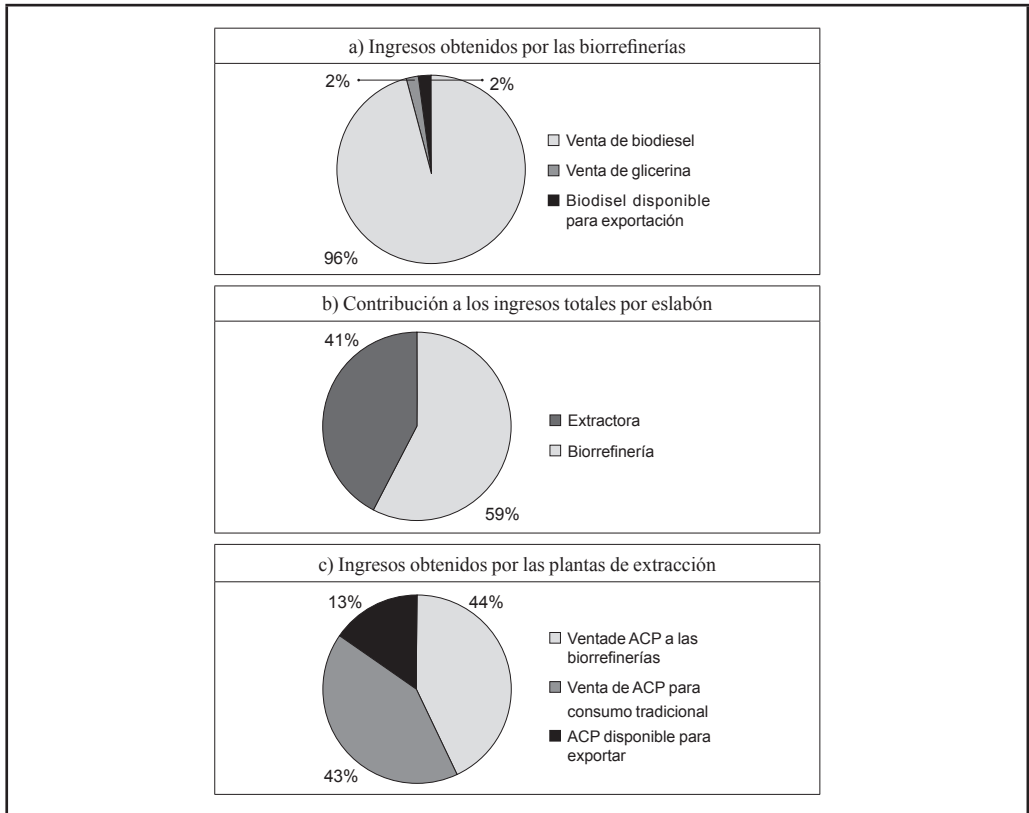 a) Ingresos obtenidos por las biorrefinerías
2%
2%
Venta de biodiesel
Venta de glicerina
Biodisel disponible
para exportación
96%
b) Contribución a los ingresos totales por eslabón
41%
Extractora
Biorrefinería
59%
c) Ingresos obtenidos por las plantas de extracción
13%
44%
Ventade ACP a las
biorrefinerías
Venta de ACP para
consumo tradicional
ACP disponible para
exportar
43%